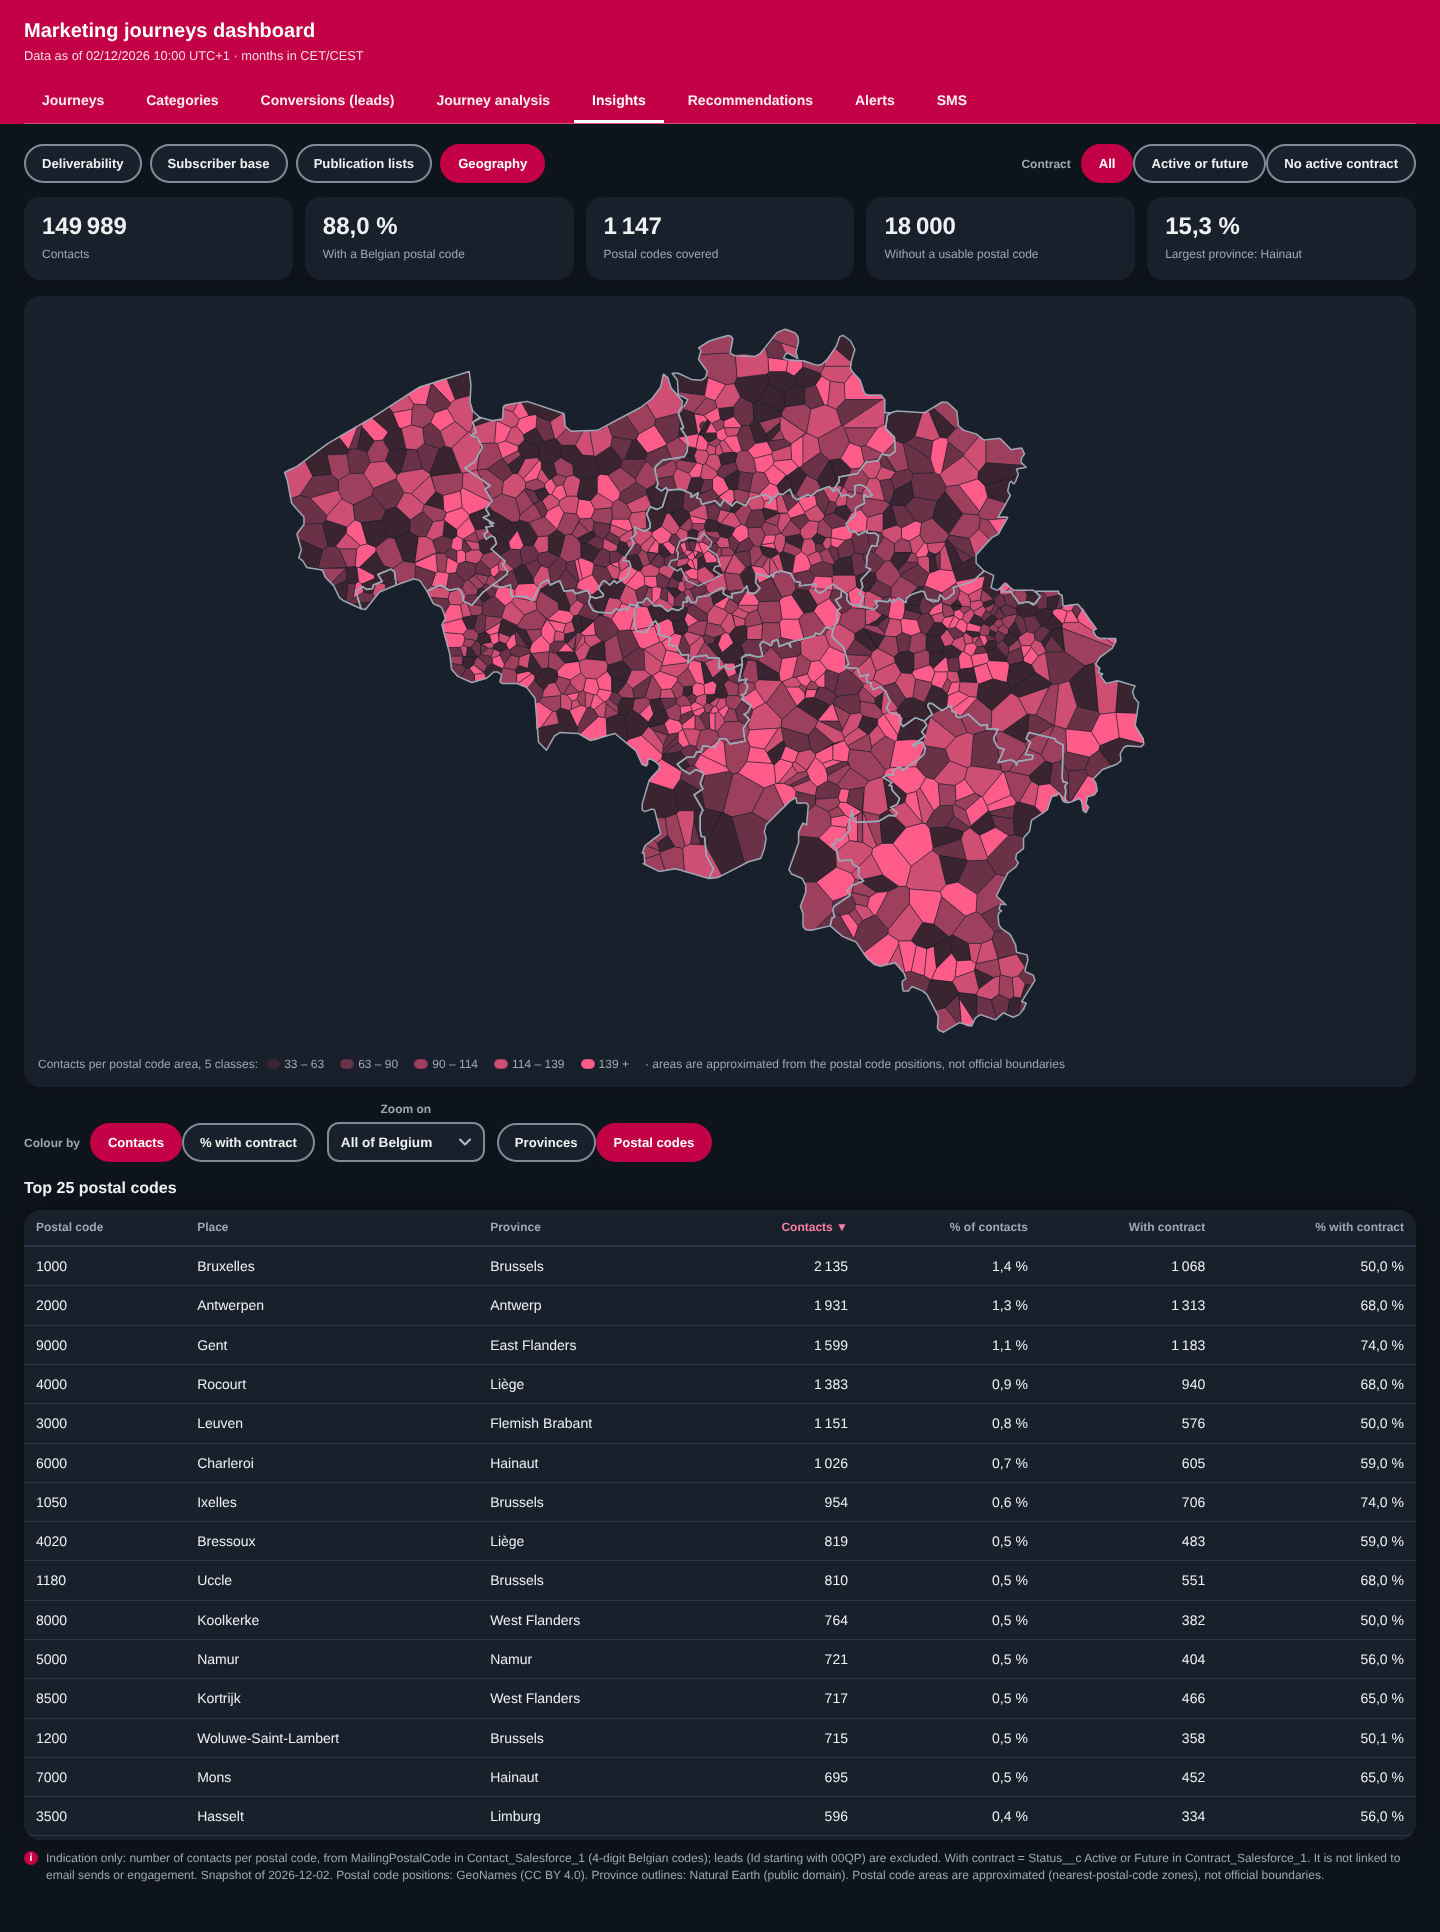 Marketing journeys dashboard
Data as of 02/12/2026 10:00 UTC+1 · months in CET/CEST
Journeys Categories Conversions (leads) Journey analysis Insights Recommendations Alerts SMS
Deliverability Subscriber base Publication lists Geography Contract All Active or future No active contract
149 989 88,0 % 1 147 18 000 15,3 %
Contacts With a Belgian postal code Postal codes covered Without a usable postal code Largest province: Hainaut
Contacts per postal code area, 5 classes: 33 – 63 63 – 90 90 – 114 114 – 139 139 + · areas are approximated from the postal code positions, not official boundaries
Zoom on
Colour by Contacts % with contract All of Belgium Provinces Postal codes
Top 25 postal codes
Postal code Place Province Contacts ▼ % of contacts With contract % with contract
1000 Bruxelles Brussels 2 135 1,4 % 1 068 50,0 %
2000 Antwerpen Antwerp 1 931 1,3 % 1 313 68,0 %
9000 Gent East Flanders 1 599 1,1 % 1 183 74,0 %
4000 Rocourt Liège 1 383 0,9 % 940 68,0 %
3000 Leuven Flemish Brabant 1 151 0,8 % 576 50,0 %
6000 Charleroi Hainaut 1 026 0,7 % 605 59,0 %
1050 Ixelles Brussels 954 0,6 % 706 74,0 %
4020 Bressoux Liège 819 0,5 % 483 59,0 %
1180 Uccle Brussels 810 0,5 % 551 68,0 %
8000 Koolkerke West Flanders 764 0,5 % 382 50,0 %
5000 Namur Namur 721 0,5 % 404 56,0 %
8500 Kortrijk West Flanders 717 0,5 % 466 65,0 %
1200 Woluwe-Saint-Lambert Brussels 715 0,5 % 358 50,1 %
7000 Mons Hainaut 695 0,5 % 452 65,0 %
3500 Hasselt Limburg 596 0,4 % 334 56,0 %
i Indication only: number of contacts per postal code, from MailingPostalCode in Contact_Salesforce_1 (4-digit Belgian codes); leads (Id starting with 00QP) are excluded. With contract = Status__c Active or Future in Contract_Salesforce_1. It is not linked to
email sends or engagement. Snapshot of 2026-12-02. Postal code positions: GeoNames (CC BY 4.0). Province outlines: Natural Earth (public domain). Postal code areas are approximated (nearest-postal-code zones), not official boundaries.